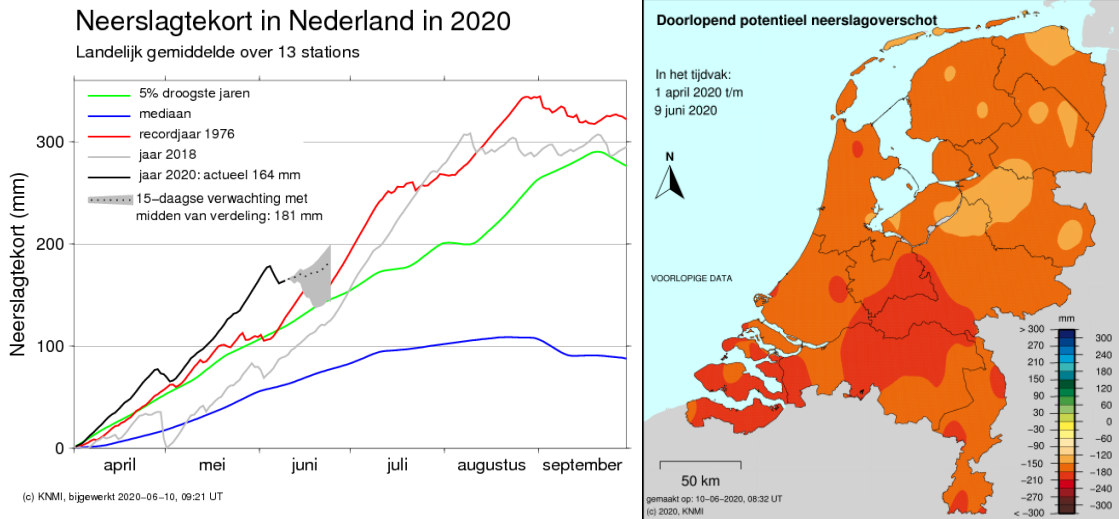 Neerslagtekort in Nederland in 2020
Landelijk gemiddelde over 13 stations
Neerslagtekort (mm)
300
200
100
0
5% droogste jaren
mediaan
recordjaar 1976
jaar 2018
jaar 2020: actueel 164 mm
15−daagse verwachting met
midden van verdeling: 181 mm
april mei juni juli augustus september
(c) KNMI, bijgewerkt 2020−06−10, 09:21 UT
Doorlopend potentieel neerslagoverschot
In het tijdvak:
1 april 2020 t/m
9 juni 2020
N
VOORLOPIGE DATA
mm
> 300
300
270
240
210
180
150
120
90
60
30
0
−30
−60
−90
−120
−150
−180
−210
−240
−270
−300
< −300
50 km
gemaakt op: 10−06−2020, 08:32 UT
(c) 2020, KNMI